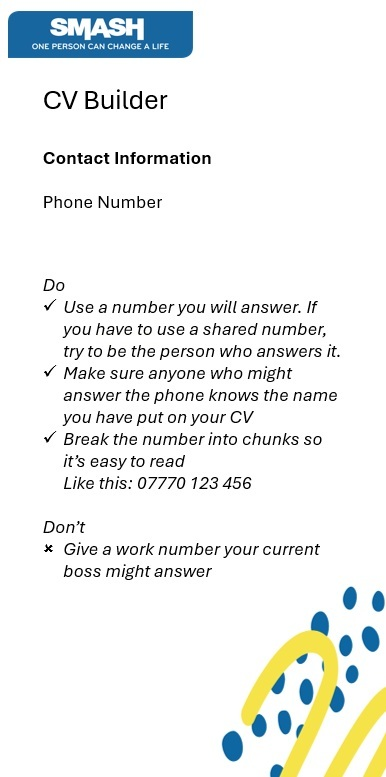 SMASH
ONE PERSON CAN CHANGE A LIFE
CV Builder
Contact Information
Phone Number
Do
✓ Use a number you will answer. If
you have to use a shared number,
try to be the person who answers it.
✓ Make sure anyone who might
answer the phone knows the name
you have put on your CV
✓ Break the number into chunks so
it’s easy to read
Like this: 07770 123 456
Don’t
× Give a work number your current
boss might answer